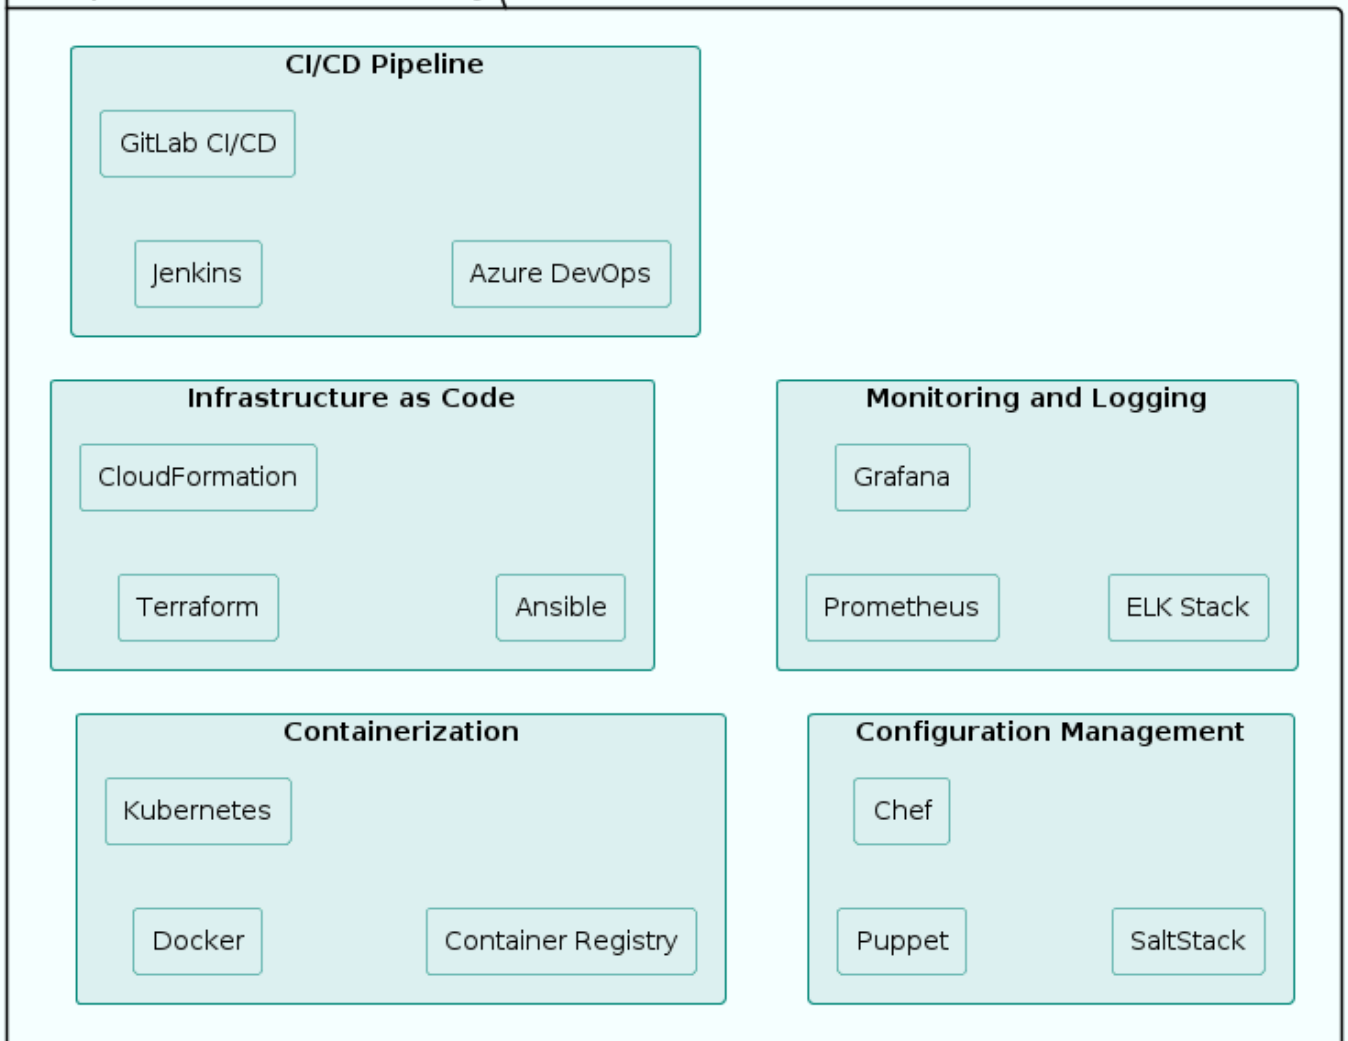 CI/CD Pipeline
GitLab CI/CD
Jenkins
Azure DevOps
Infrastructure as Code
CloudFormation
Terraform
Ansible
Monitoring and Logging
Grafana
Prometheus
ELK Stack
Containerization
Kubernetes
Docker
Container Registry
Configuration Management
Chef
Puppet
SaltStack